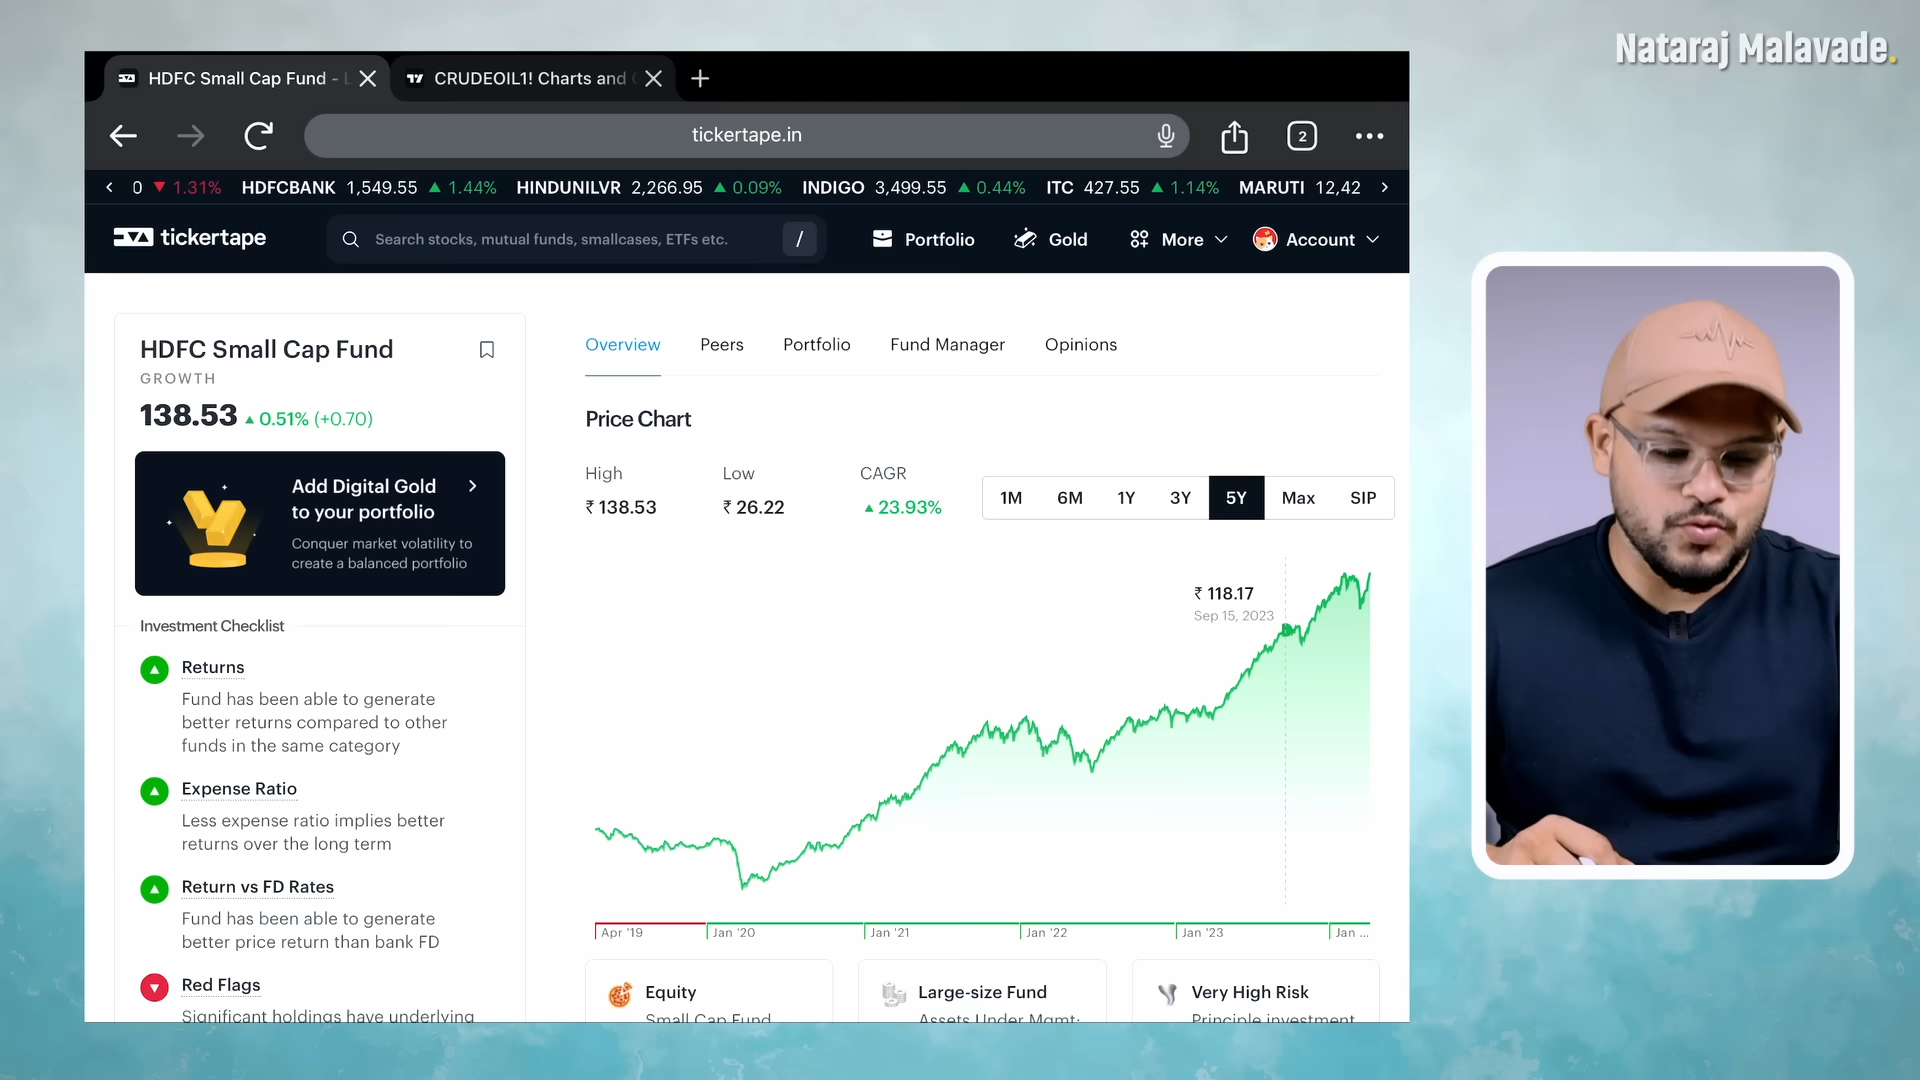 Nataraj Malavade.
HDFC Small Cap Fund -
CRUDEOIL1! Charts and
tickertape.in
2
0 ▼ 1.31% HDFCBANK 1,549.55 ▲ 1.44% HINDUNILVR 2,266.95 ▲ 0.09% INDIGO 3,499.55 ▲ 0.44% ITC 427.55 ▲ 1.14% MARUTI 12,42
tickertape
Search stocks, mutual funds, smallcases, ETFs etc. /
Portfolio
Gold
More
Account
HDFC Small Cap Fund
GROWTH
138.53 ▲ 0.51% (+0.70)
Add Digital Gold
to your portfolio
Conquer market volatility to
create a balanced portfolio
Investment Checklist
Returns
Fund has been able to generate
better returns compared to other
funds in the same category
Expense Ratio
Less expense ratio implies better
returns over the long term
Return vs FD Rates
Fund has been able to generate
better price return than bank FD
Red Flags
Significant holdings have underlying
Overview Peers Portfolio Fund Manager Opinions
Price Chart
High Low CAGR
₹ 138.53 ₹ 26.22 ▲ 23.93%
1M 6M 1Y 3Y 5Y Max SIP
₹ 118.17
Sep 15, 2023
Apr '19 Jan '20 Jan '21 Jan '22 Jan '23 Jan ...
Equity
Small Cap Fund
Large-size Fund
Assets Under Mgmt:
Very High Risk
Principle investment